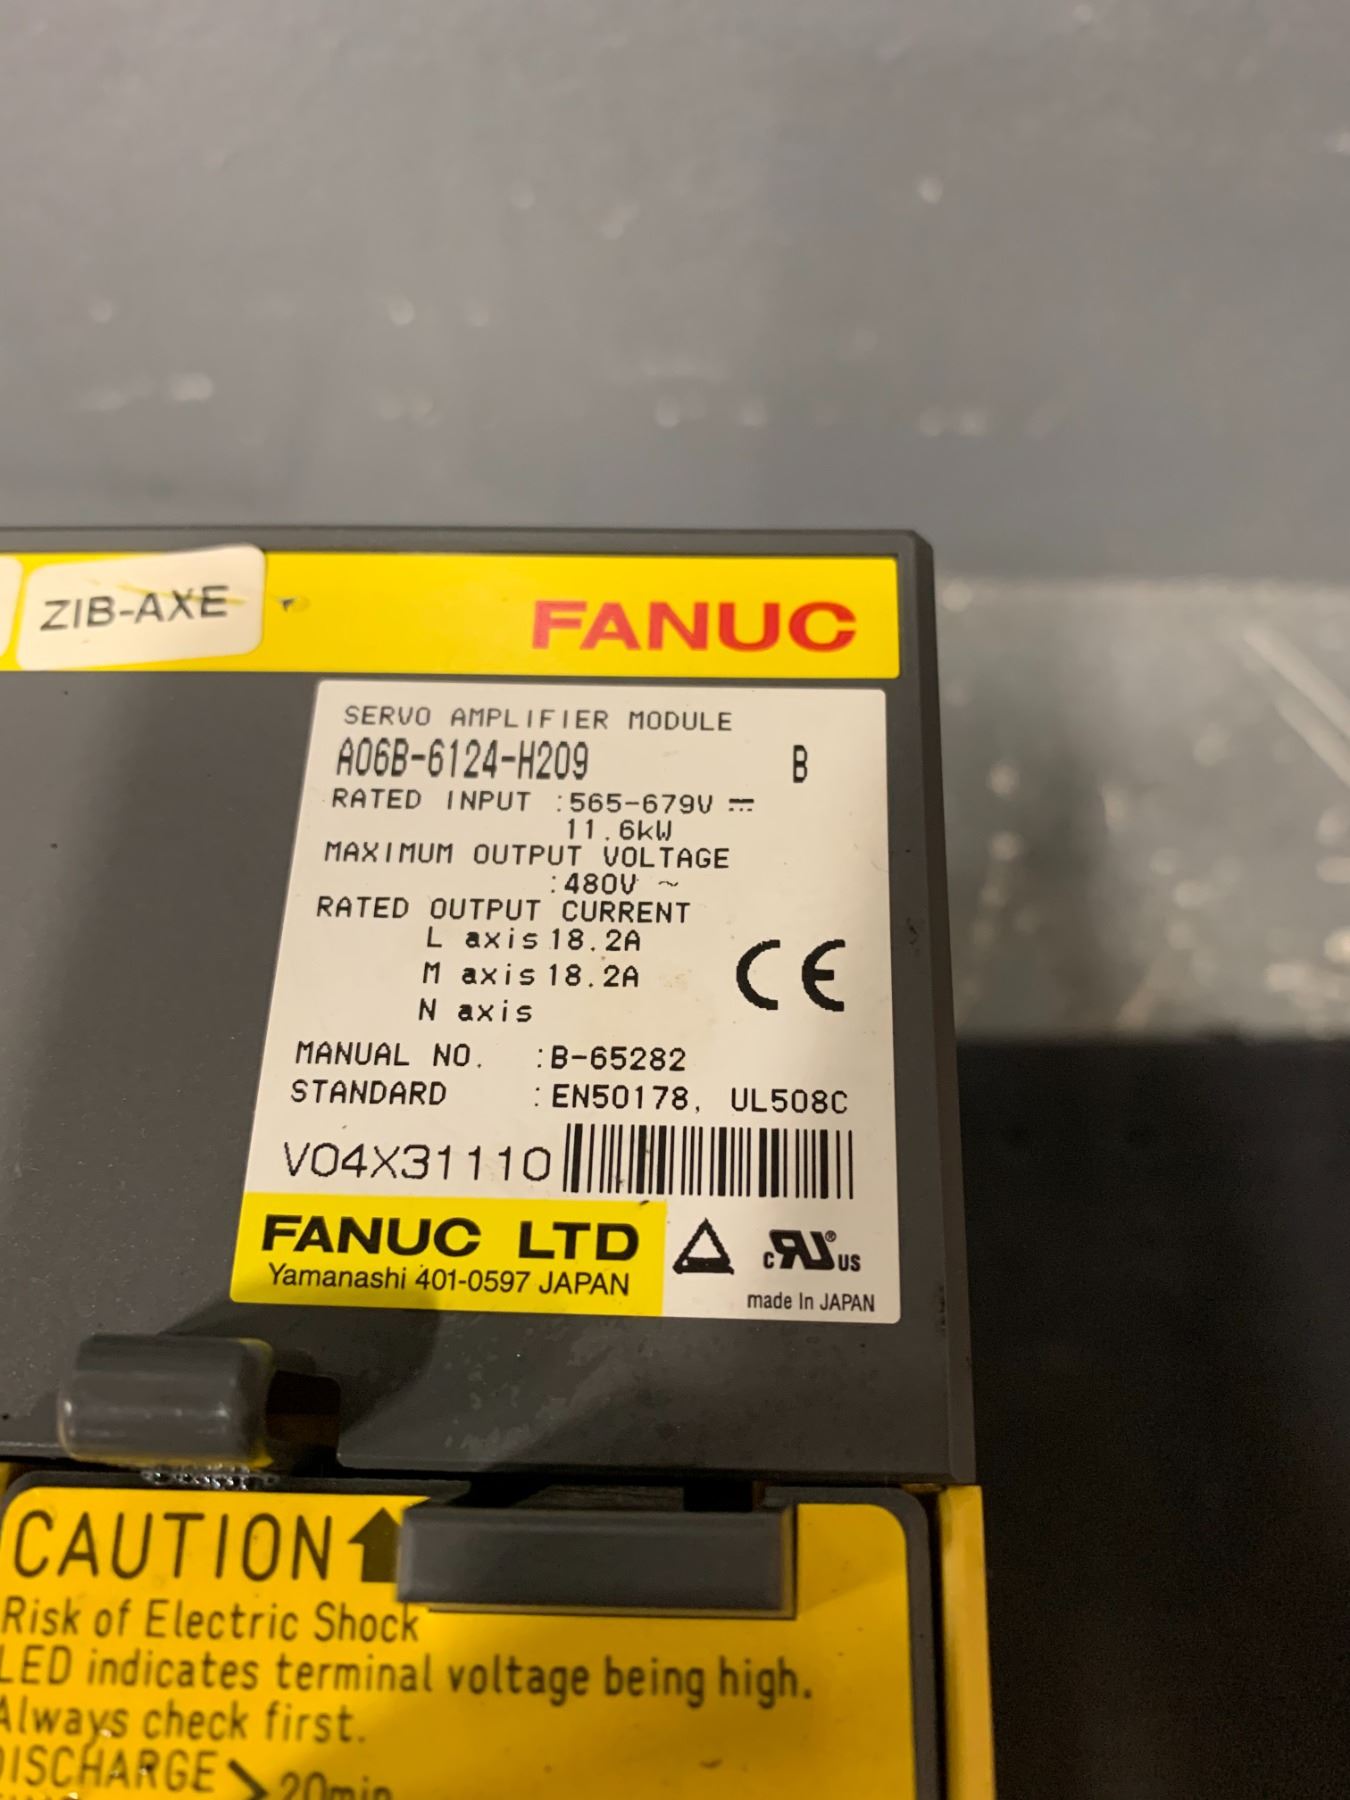 ZIB-AXE
FANUC
SERVO AMPLIFIER MODULE
A06B-6124-H209 B
RATED INPUT :565-679V ⎓
11.6kW
MAXIMUM OUTPUT VOLTAGE
:480V ~
RATED OUTPUT CURRENT
L axis 18.2A
M axis 18.2A
N axis
CE
MANUAL NO. :B-65282
STANDARD :EN50178, UL508C
V04X31110
FANUC LTD
Yamanashi 401-0597 JAPAN
c RU ® US
made In JAPAN
CAUTION
Risk of Electric Shock
LED indicates terminal voltage being high.
Always check first.
DISCHARGE > 20min